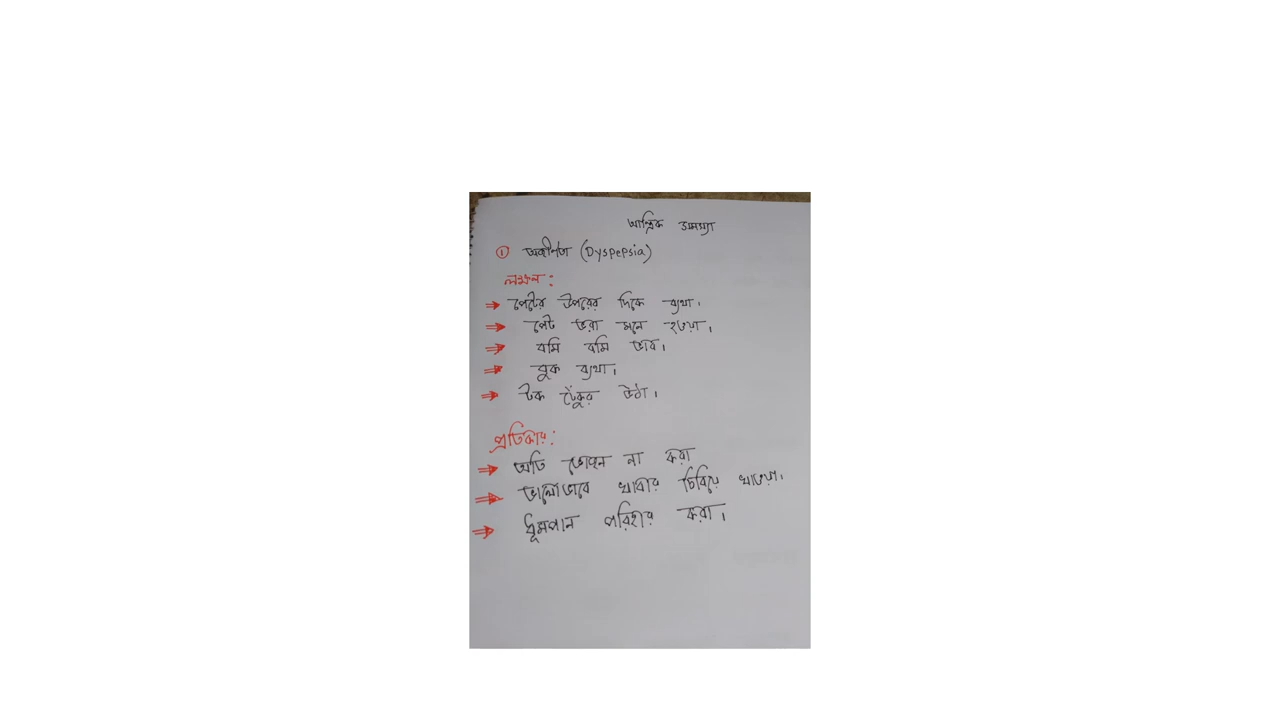 আন্ত্রিক সমস্যা
① অজীর্ণতা (Dyspepsia)
লক্ষন:
⇒ পেটের উপরের দিকে ব্যথা।
⇒ পেট ভরা মনে হওয়া।
⇒ বমি বমি ভাব।
⇒ বুক ব্যথা।
⇒ টক ঢেঁকুর উঠা।
প্রতিকার:
⇒ অতি ভোজন না করা
⇒ ভালোভাবে খাবার চিবিয়ে খাওয়া।
⇒ ধূমপান পরিহার করা।